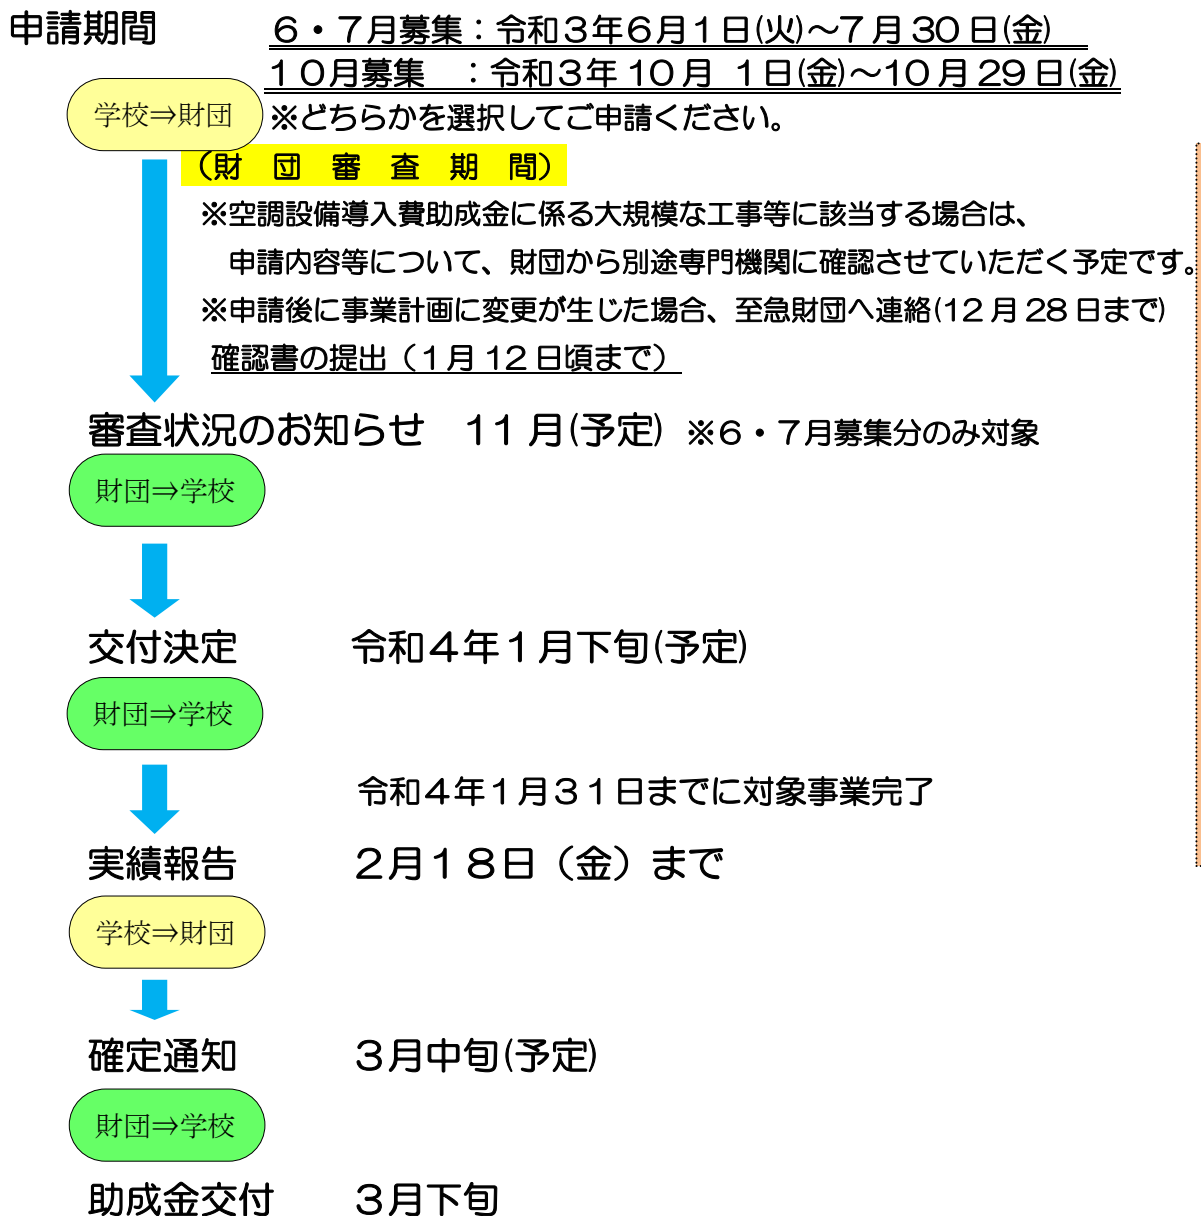 申請期間　６・７月募集：令和３年６月１日(火)～７月30日(金)
１０月募集　：令和３年10月 1日(金)～10月29日(金)
学校⇒財団
※どちらかを選択してご申請ください。
（財　団　審　査　期　間）
※空調設備導入費助成金に係る大規模な工事等に該当する場合は、
申請内容等について、財団から別途専門機関に確認させていただく予定です。
※申請後に事業計画に変更が生じた場合、至急財団へ連絡(12月28日まで)
確認書の提出（１月12日頃まで）
審査状況のお知らせ　11月(予定) ※６・７月募集分のみ対象
財団⇒学校
交付決定　令和４年１月下旬(予定)
財団⇒学校
令和４年１月３１日までに対象事業完了
実績報告　２月１８日（金）まで
学校⇒財団
確定通知　３月中旬(予定)
財団⇒学校
助成金交付　３月下旬